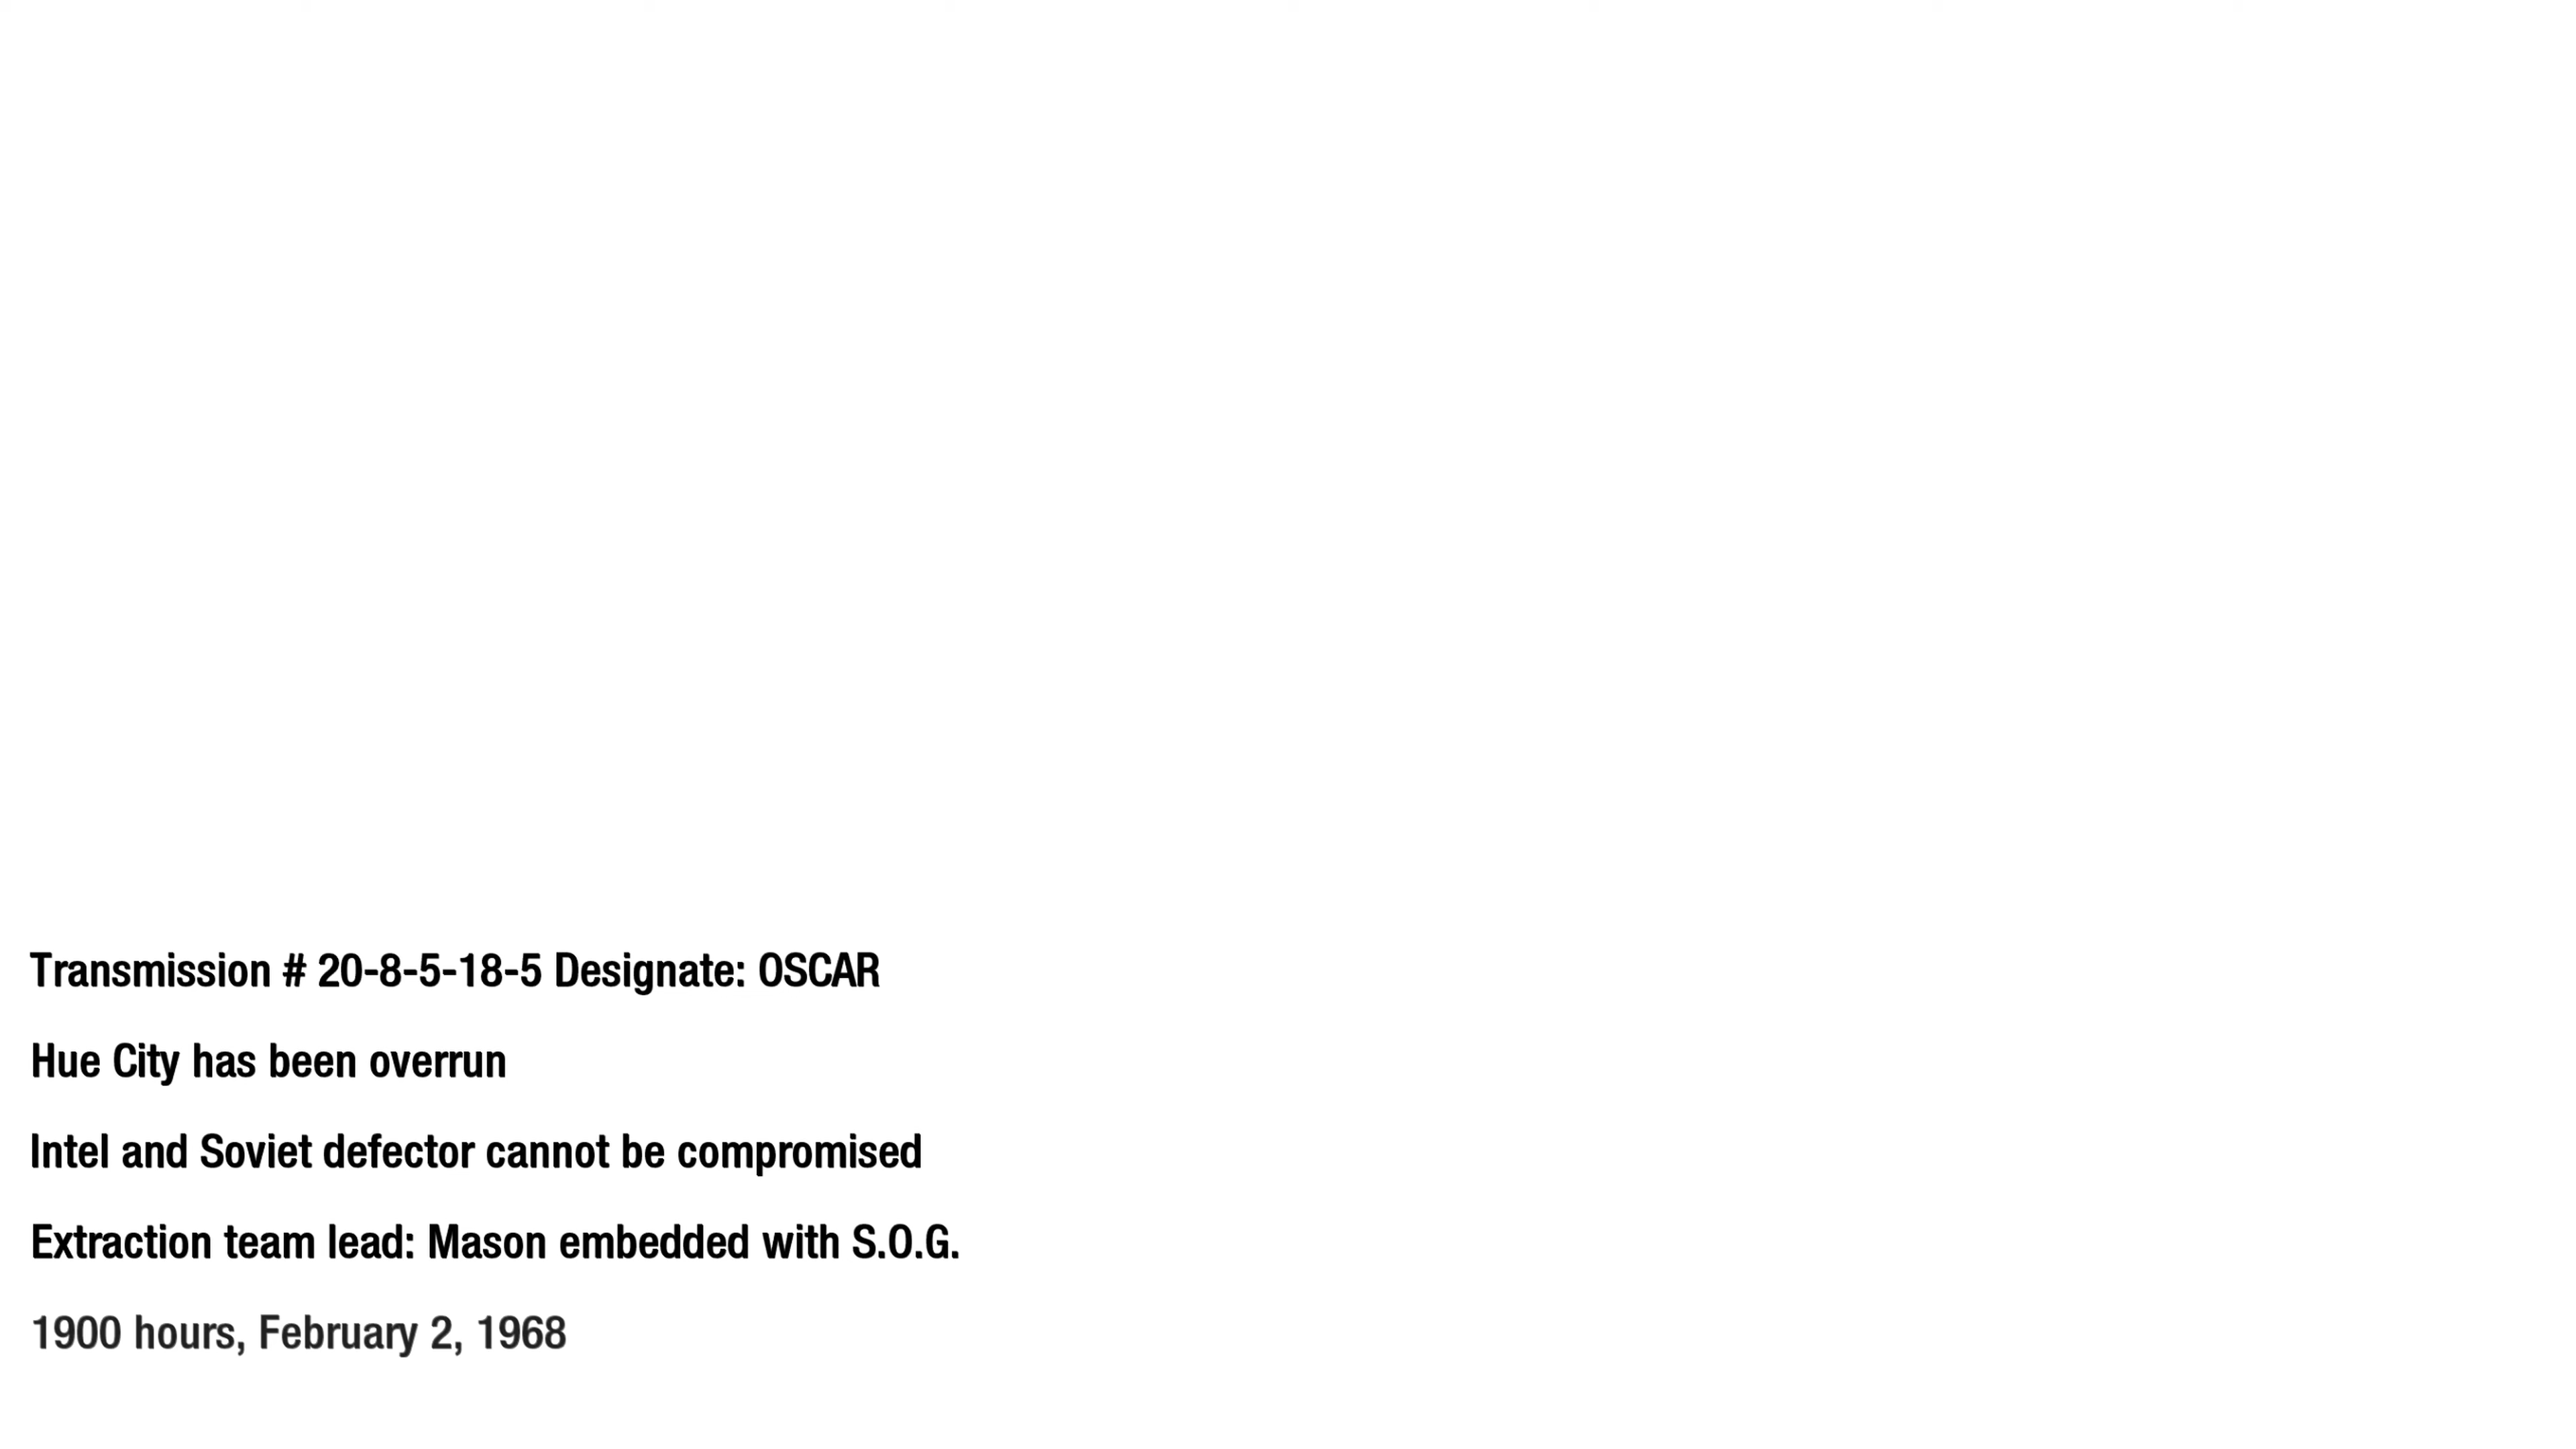 Transmission # 20-8-5-18-5 Designate: OSCAR
Hue City has been overrun
Intel and Soviet defector cannot be compromised
Extraction team lead: Mason embedded with S.O.G.
1900 hours, February 2, 1968